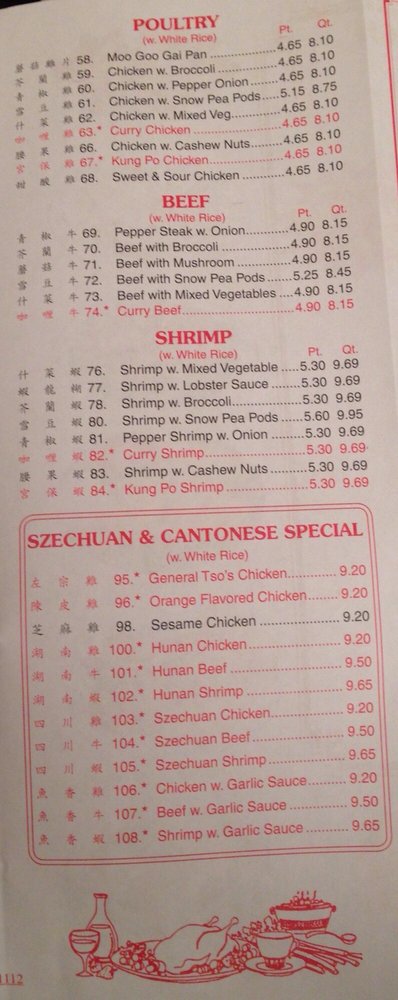 POULTRY
(w. White Rice)
Pt. Qt.
蘑菇雞片 58. Moo Goo Gai Pan 4.65 8.10
芥蘭雞 59. Chicken w. Broccoli 4.65 8.10
青椒雞 60. Chicken w. Pepper Onion 4.65 8.10
雪豆雞 61. Chicken w. Snow Pea Pods 5.15 8.75
什菜雞 62. Chicken w. Mixed Veg. 4.65 8.10
咖喱雞 63.* Curry Chicken 4.65 8.10
腰果雞 66. Chicken w. Cashew Nuts 4.65 8.10
宮保雞 67.* Kung Po Chicken 4.65 8.10
甜酸雞 68. Sweet & Sour Chicken 4.65 8.10
BEEF
(w. White Rice)
Pt. Qt.
青椒牛 69. Pepper Steak w. Onion 4.90 8.15
芥蘭牛 70. Beef with Broccoli 4.90 8.15
蘑菇牛 71. Beef with Mushroom 4.90 8.15
雪豆牛 72. Beef with Snow Pea Pods 5.25 8.45
什菜牛 73. Beef with Mixed Vegetables 4.90 8.15
咖喱牛 74.* Curry Beef 4.90 8.15
SHRIMP
(w. White Rice)
Pt. Qt.
什菜蝦 76. Shrimp w. Mixed Vegetable 5.30 9.69
蝦龍糊 77. Shrimp w. Lobster Sauce 5.30 9.69
芥蘭蝦 78. Shrimp w. Broccoli 5.30 9.69
雪豆蝦 80. Shrimp w. Snow Pea Pods 5.60 9.95
青椒蝦 81. Pepper Shrimp w. Onion 5.30 9.69
咖喱蝦 82.* Curry Shrimp 5.30 9.69
腰果蝦 83. Shrimp w. Cashew Nuts 5.30 9.69
宮保蝦 84.* Kung Po Shrimp 5.30 9.69
SZECHUAN & CANTONESE SPECIAL
(w. White Rice)
左宗雞 95.* General Tso's Chicken 9.20
陳皮雞 96.* Orange Flavored Chicken 9.20
芝麻雞 98. Sesame Chicken 9.20
湖南雞 100.* Hunan Chicken 9.20
湖南牛 101.* Hunan Beef 9.50
湖南蝦 102.* Hunan Shrimp 9.65
四川雞 103.* Szechuan Chicken 9.20
四川牛 104.* Szechuan Beef 9.50
四川蝦 105.* Szechuan Shrimp 9.65
魚香雞 106.* Chicken w. Garlic Sauce 9.20
魚香牛 107.* Beef w. Garlic Sauce 9.50
魚香蝦 108.* Shrimp w. Garlic Sauce 9.65
1112